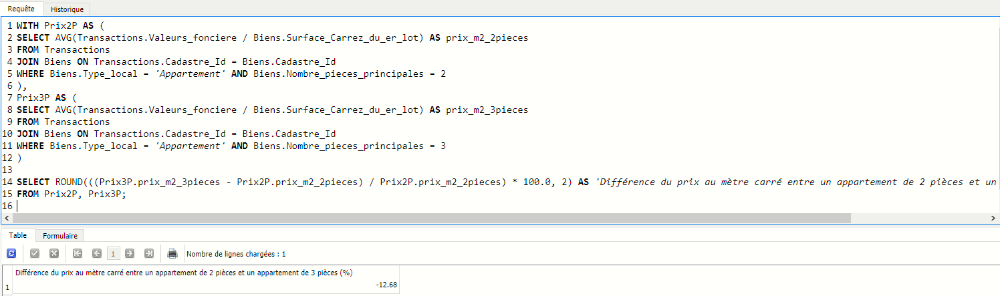 Requête Historique
1 WITH Prix2P AS (
2 SELECT AVG(Transactions.Valeurs_fonciere / Biens.Surface_Carrez_du_er_lot) AS prix_m2_2pieces
3 FROM Transactions
4 JOIN Biens ON Transactions.Cadastre_Id = Biens.Cadastre_Id
5 WHERE Biens.Type_local = 'Appartement' AND Biens.Nombre_pieces_principales = 2
6 ),
7 Prix3P AS (
8 SELECT AVG(Transactions.Valeurs_fonciere / Biens.Surface_Carrez_du_er_lot) AS prix_m2_3pieces
9 FROM Transactions
10 JOIN Biens ON Transactions.Cadastre_Id = Biens.Cadastre_Id
11 WHERE Biens.Type_local = 'Appartement' AND Biens.Nombre_pieces_principales = 3
12 )
13
14 SELECT ROUND(((Prix3P.prix_m2_3pieces - Prix2P.prix_m2_2pieces) / Prix2P.prix_m2_2pieces) * 100.0, 2) AS 'Différence du prix au mètre carré entre un appartement de 2 pièces et un
15 FROM Prix2P, Prix3P;
16
Table Formulaire
1 Nombre de lignes chargées : 1
Différence du prix au mètre carré entre un appartement de 2 pièces et un appartement de 3 pièces (%)
1 -12.68